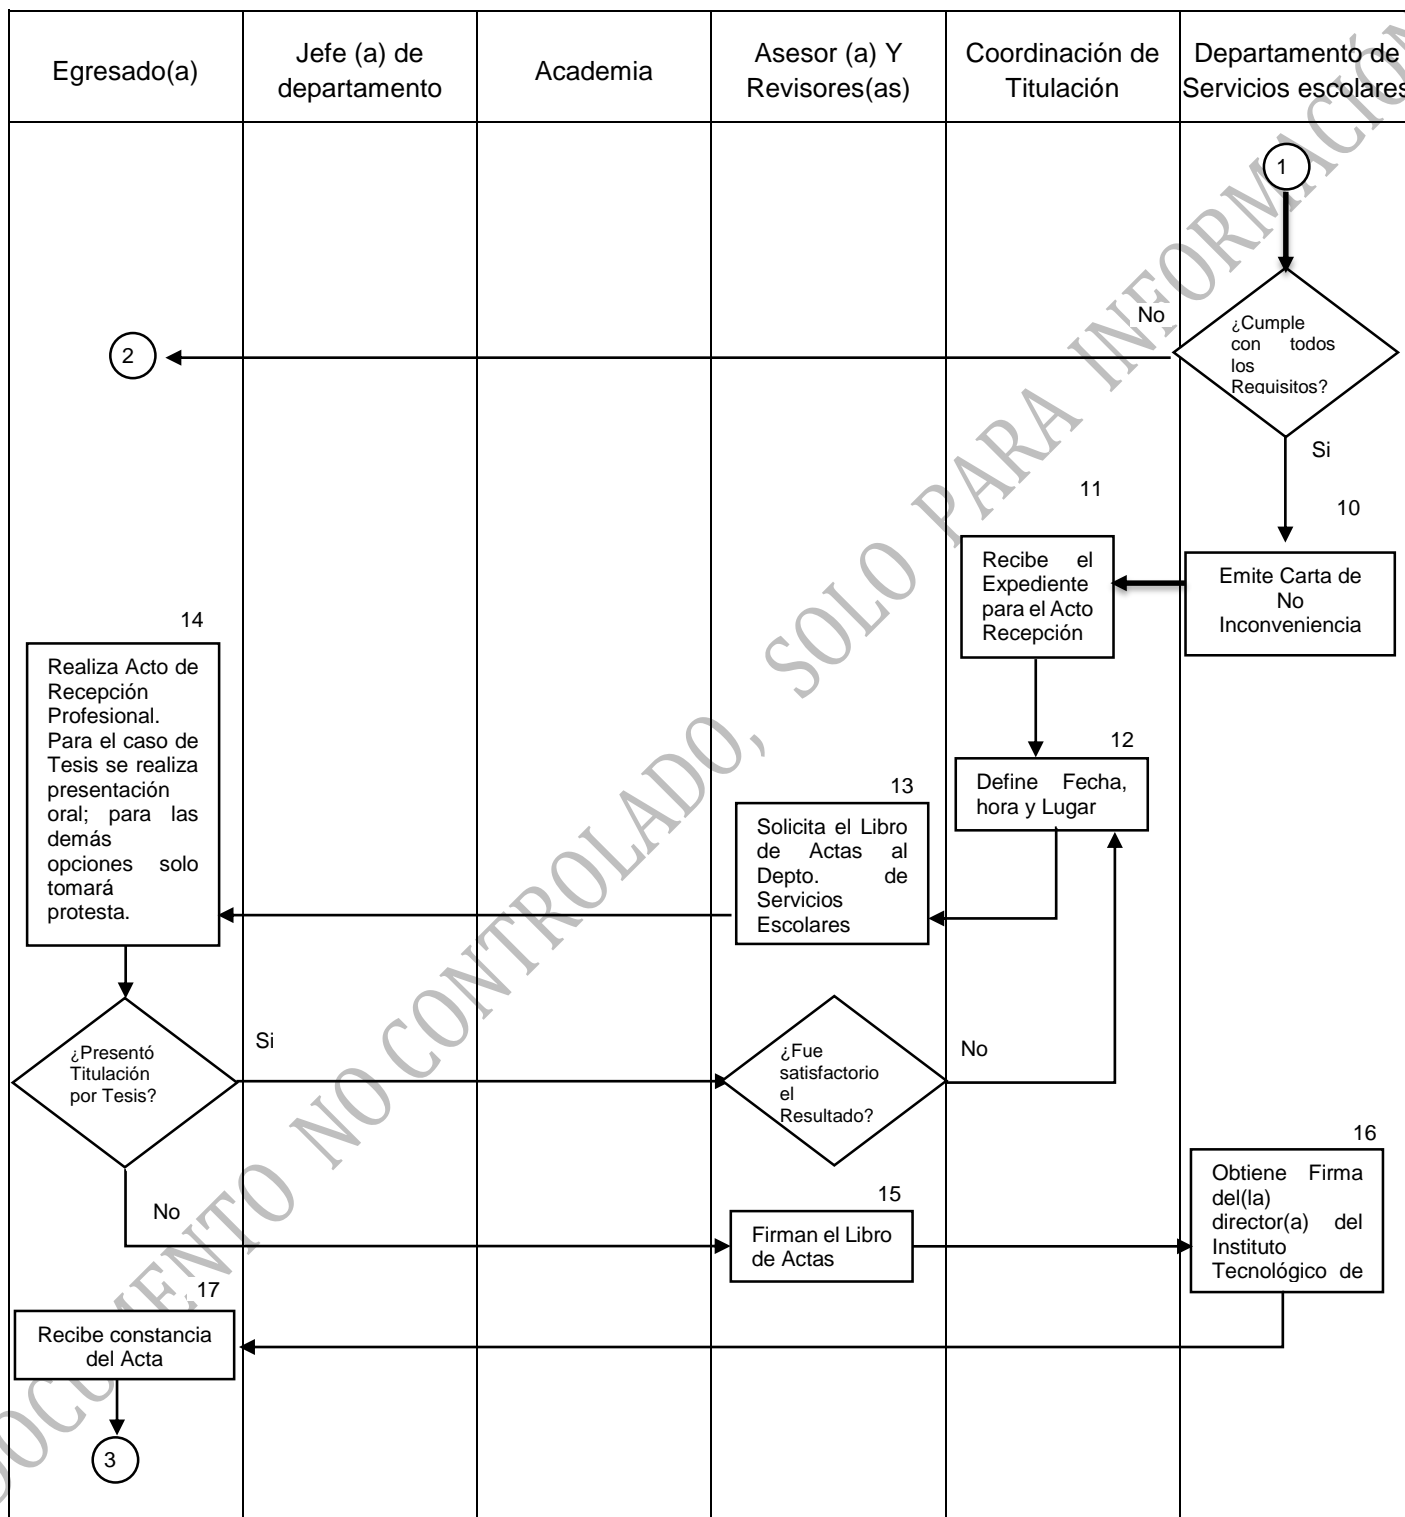 Egresado(a)
Jefe (a) de
departamento
Academia
Asesor (a) Y
Revisores(as)
Coordinación de
Titulación
Departamento de
Servicios escolares
1
¿Cumple
con todos
los
Requisitos?
No
2
Si
10
Emite Carta de
No
Inconveniencia
11
Recibe el
Expediente
para el Acto
Recepción
12
Define Fecha,
hora y Lugar
13
Solicita el Libro
de Actas al
Depto. de
Servicios
Escolares
14
Realiza Acto de
Recepción
Profesional.
Para el caso de
Tesis se realiza
presentación
oral; para las
demás
opciones solo
tomará
protesta.
¿Presentó
Titulación
por Tesis?
Si
¿Fue
satisfactorio
el
Resultado?
No
No
15
Firman el Libro
de Actas
16
Obtiene Firma
del(la)
director(a) del
Instituto
Tecnológico de
17
Recibe constancia
del Acta
3
DOCUMENTO NO CONTROLADO, SOLO PARA INFORMACIÓN